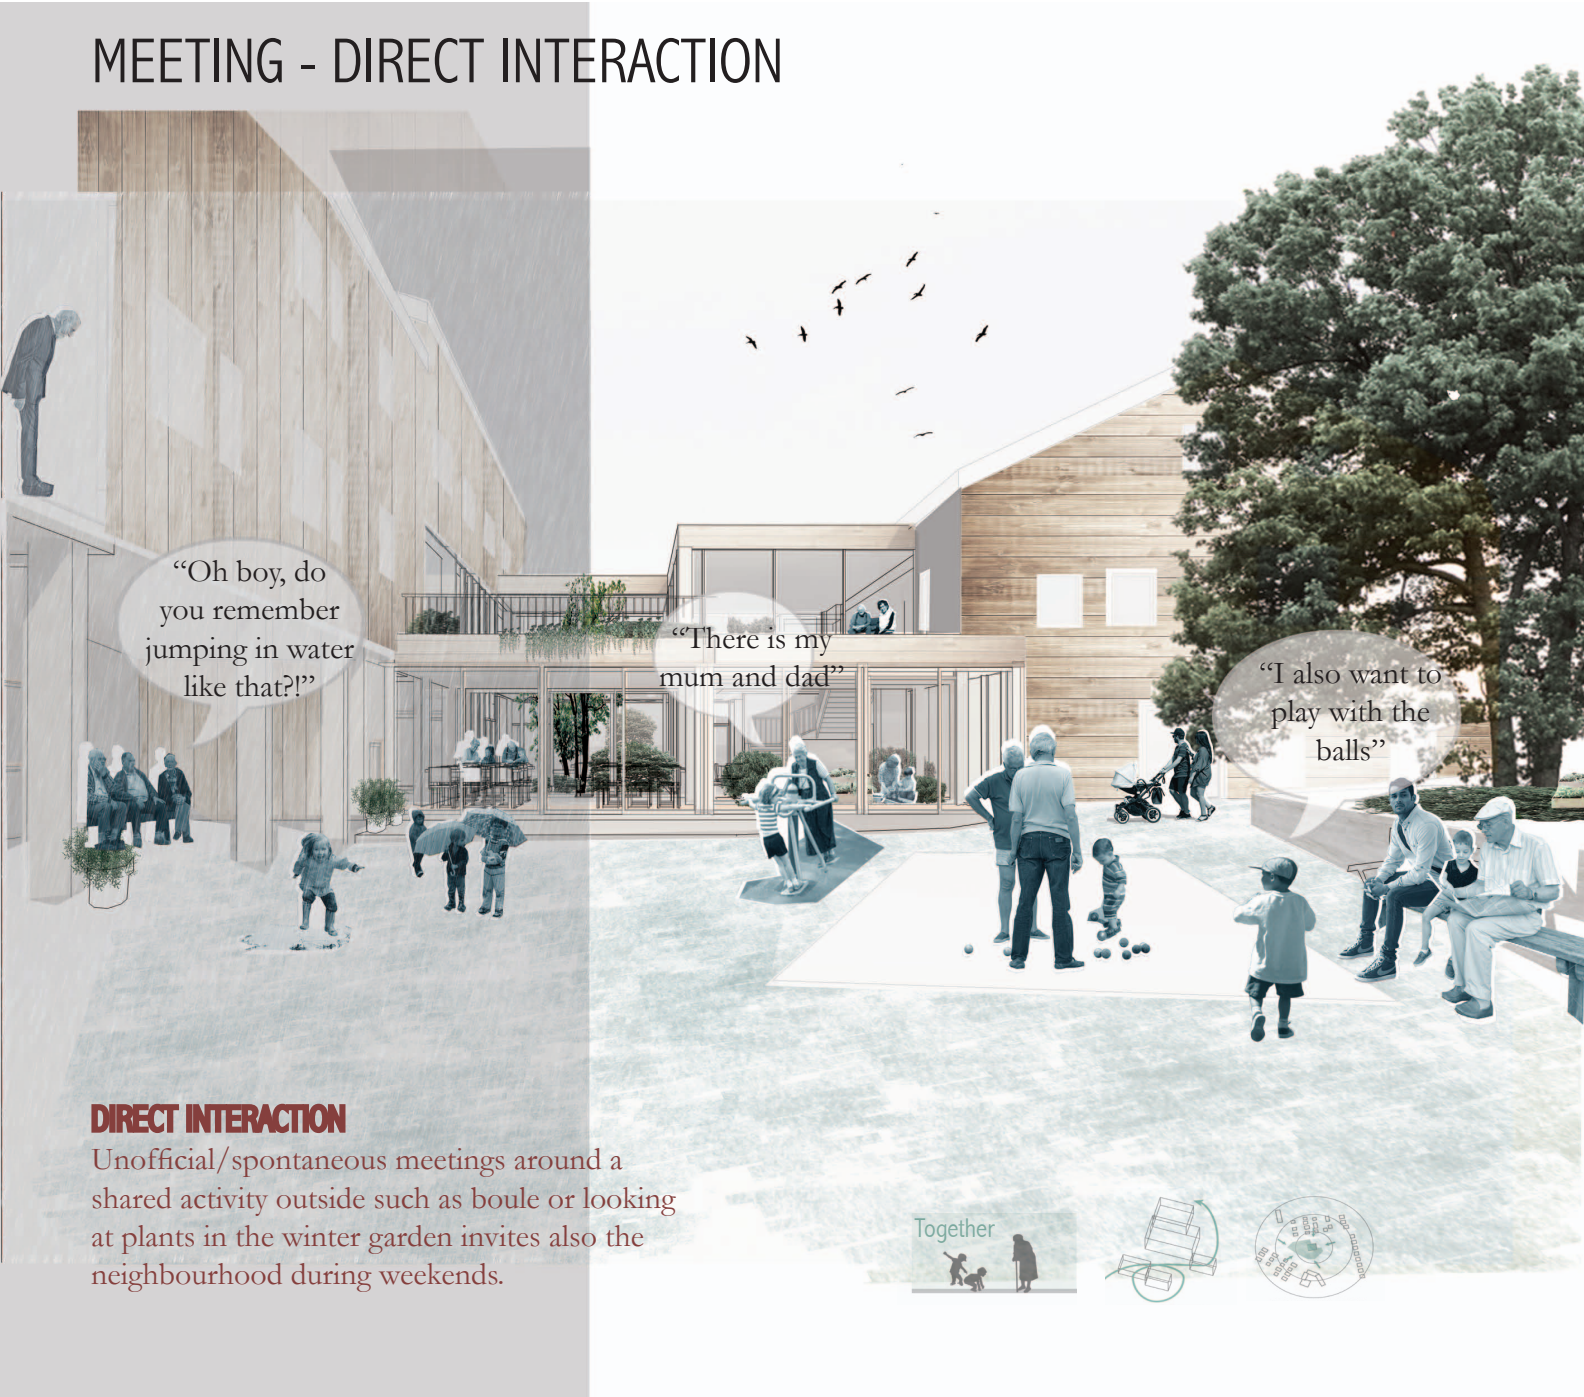 MEETING - DIRECT INTERACTION
“Oh boy, do
you remember
jumping in water
like that?!”
“There is my
mum and dad”
“I also want to
play with the
balls”
DIRECT INTERACTION
Unofficial/spontaneous meetings around a
shared activity outside such as boule or looking
at plants in the winter garden invites also the
neighbourhood during weekends.
Together